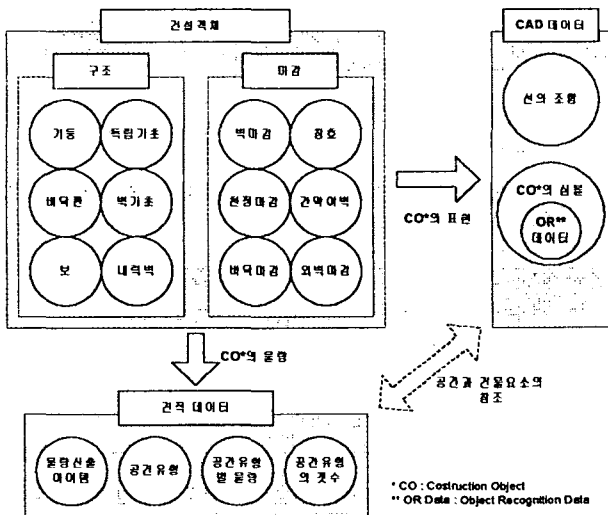 건설객체
CAD 데이터
구조
마감
기둥
독립기초
벽마감
창호
선의 조합
바닥판
벽기초
천정마감
간막이벽
CO*의 표현
CO*의 심볼
OR**
데이터
보
내력벽
바닥마감
외벽마감
CO*의 물량
공간과 건물요소의
참조
견적 데이터
물량산출
아이템
공간유형
공간유형
별 물량
공간유형
의 갯수
* CO : Costruction Object
** OR Data : Object Recognition Data